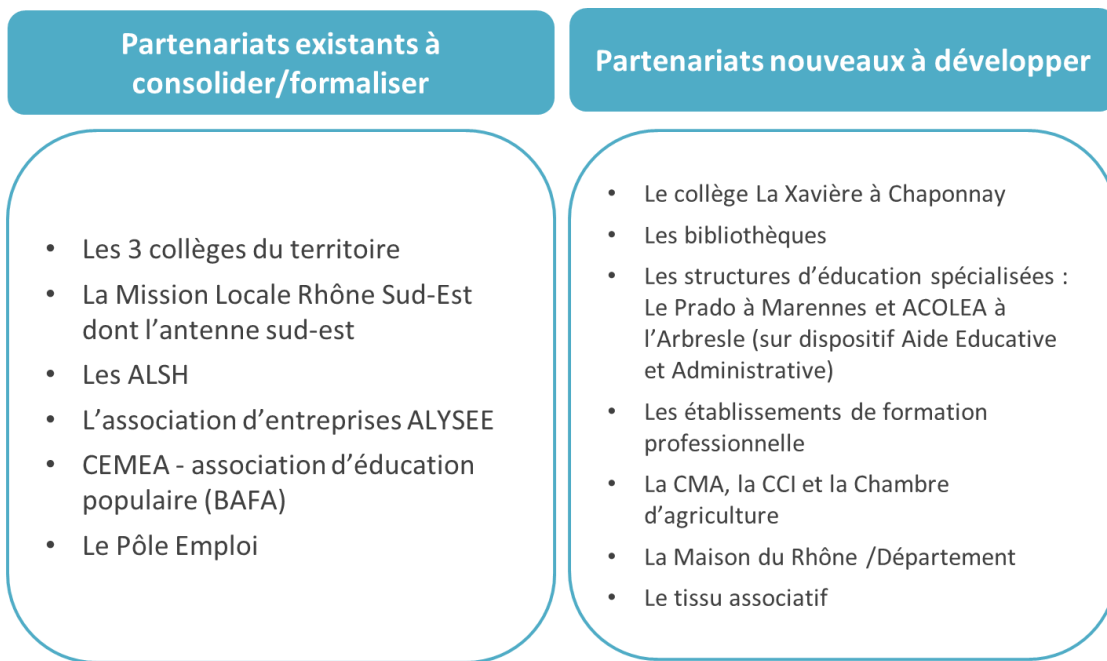 Partenariats existants à
consolider/formaliser
• Les 3 collèges du territoire
• La Mission Locale Rhône Sud-Est
dont l'antenne sud-est
• Les ALSH
• L'association d'entreprises ALYSEE
• CEMEA - association d'éducation
populaire (BAFA)
• Le Pôle Emploi
Partenariats nouveaux à développer
• Le collège La Xavière à Chaponnay
• Les bibliothèques
• Les structures d'éducation spécialisées :
Le Prado à Marennes et ACOLEA à
l'Arbresle (sur dispositif Aide Educative
et Administrative)
• Les établissements de formation
professionnelle
• La CMA, la CCI et la Chambre
d'agriculture
• La Maison du Rhône /Département
• Le tissu associatif